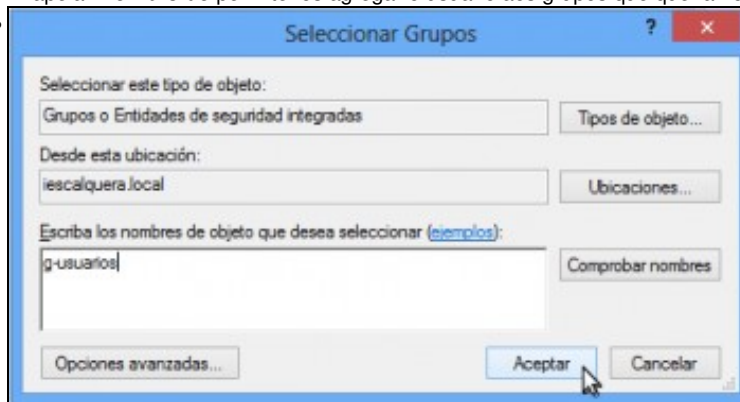 Seleccionar Grupos
?
Seleccionar este tipo de objeto:
Grupos o Entidades de seguridad integradas
Tipos de objeto...
Desde esta ubicación:
iescalquera.local
Ubicaciones...
Escriba los nombres de objeto que desea seleccionar (ejemplos):
g-usuarios
Comprobar nombres
Opciones avanzadas...
Aceptar
Cancelar